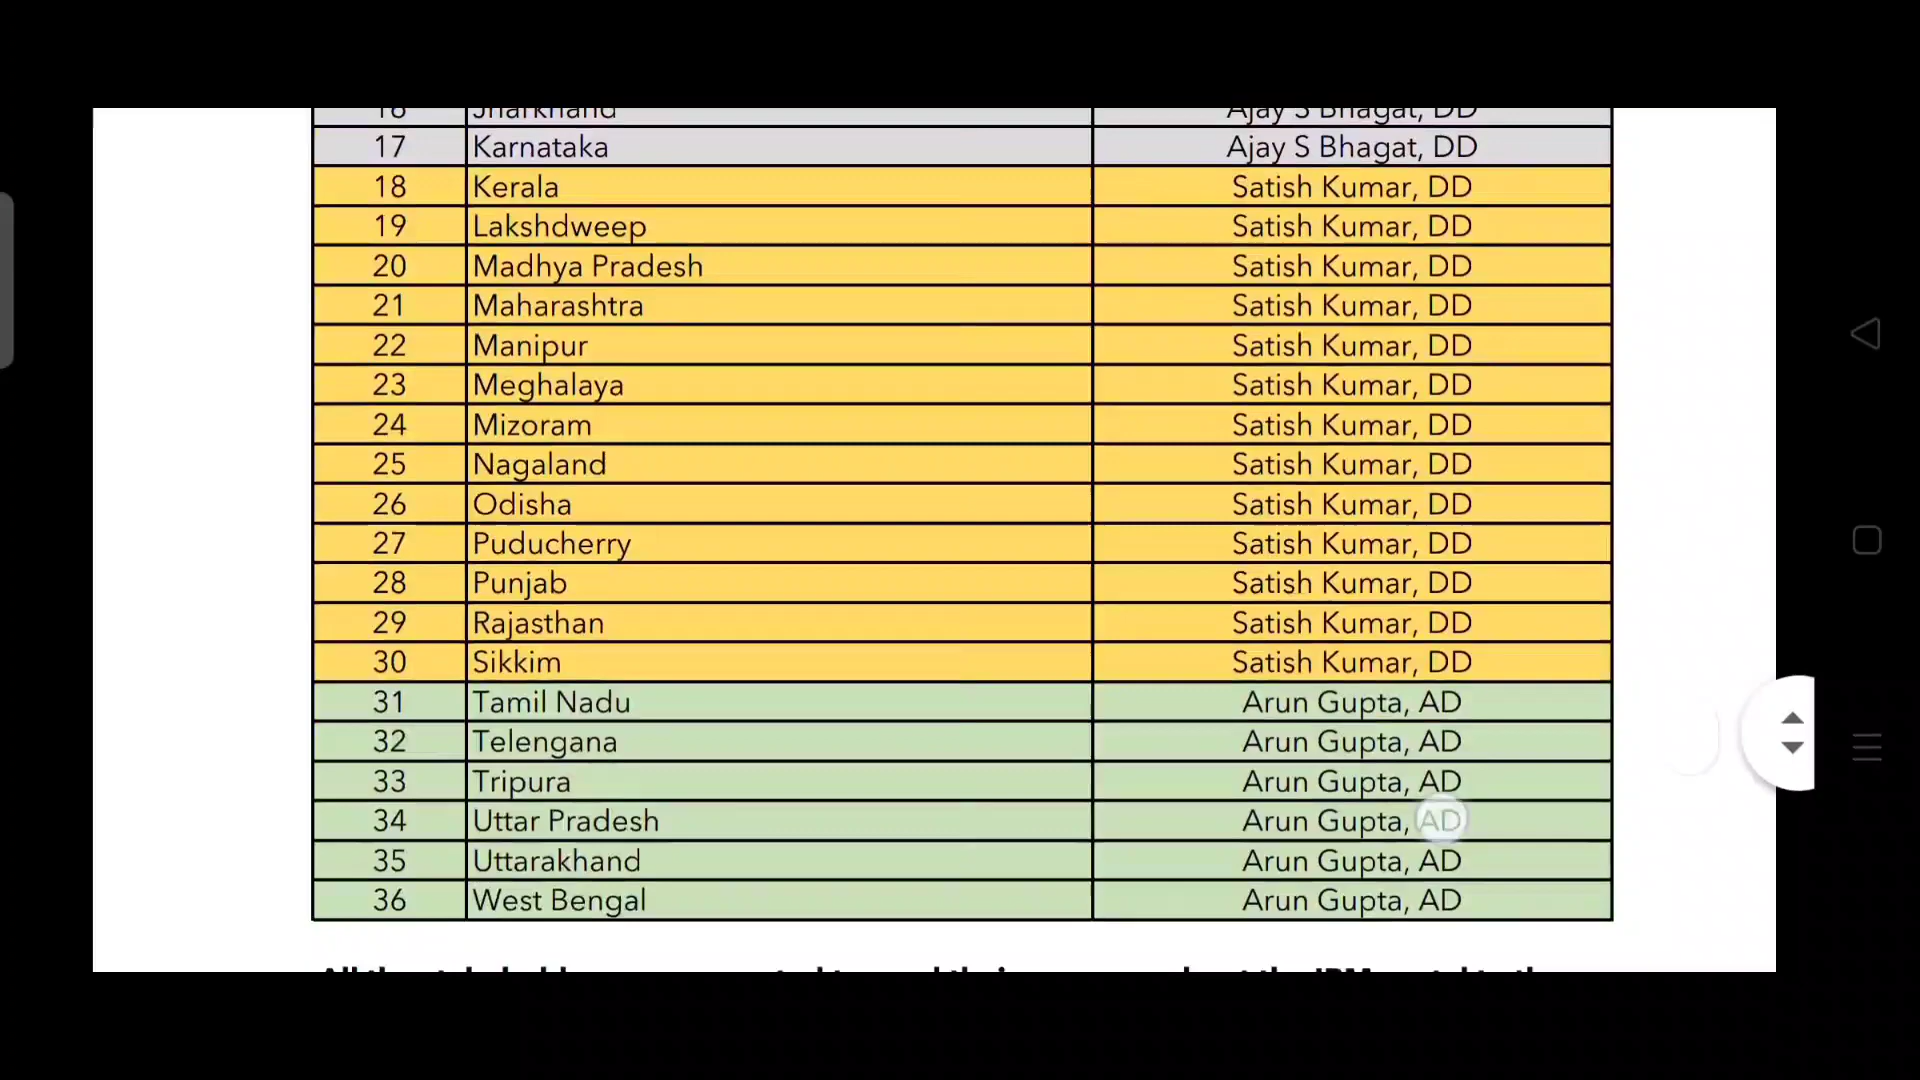 16 Jharkhand Ajay S Bhagat, DD
17 Karnataka Ajay S Bhagat, DD
18 Kerala Satish Kumar, DD
19 Lakshdweep Satish Kumar, DD
20 Madhya Pradesh Satish Kumar, DD
21 Maharashtra Satish Kumar, DD
22 Manipur Satish Kumar, DD
23 Meghalaya Satish Kumar, DD
24 Mizoram Satish Kumar, DD
25 Nagaland Satish Kumar, DD
26 Odisha Satish Kumar, DD
27 Puducherry Satish Kumar, DD
28 Punjab Satish Kumar, DD
29 Rajasthan Satish Kumar, DD
30 Sikkim Satish Kumar, DD
31 Tamil Nadu Arun Gupta, AD
32 Telengana Arun Gupta, AD
33 Tripura Arun Gupta, AD
34 Uttar Pradesh Arun Gupta, AD
35 Uttarakhand Arun Gupta, AD
36 West Bengal Arun Gupta, AD